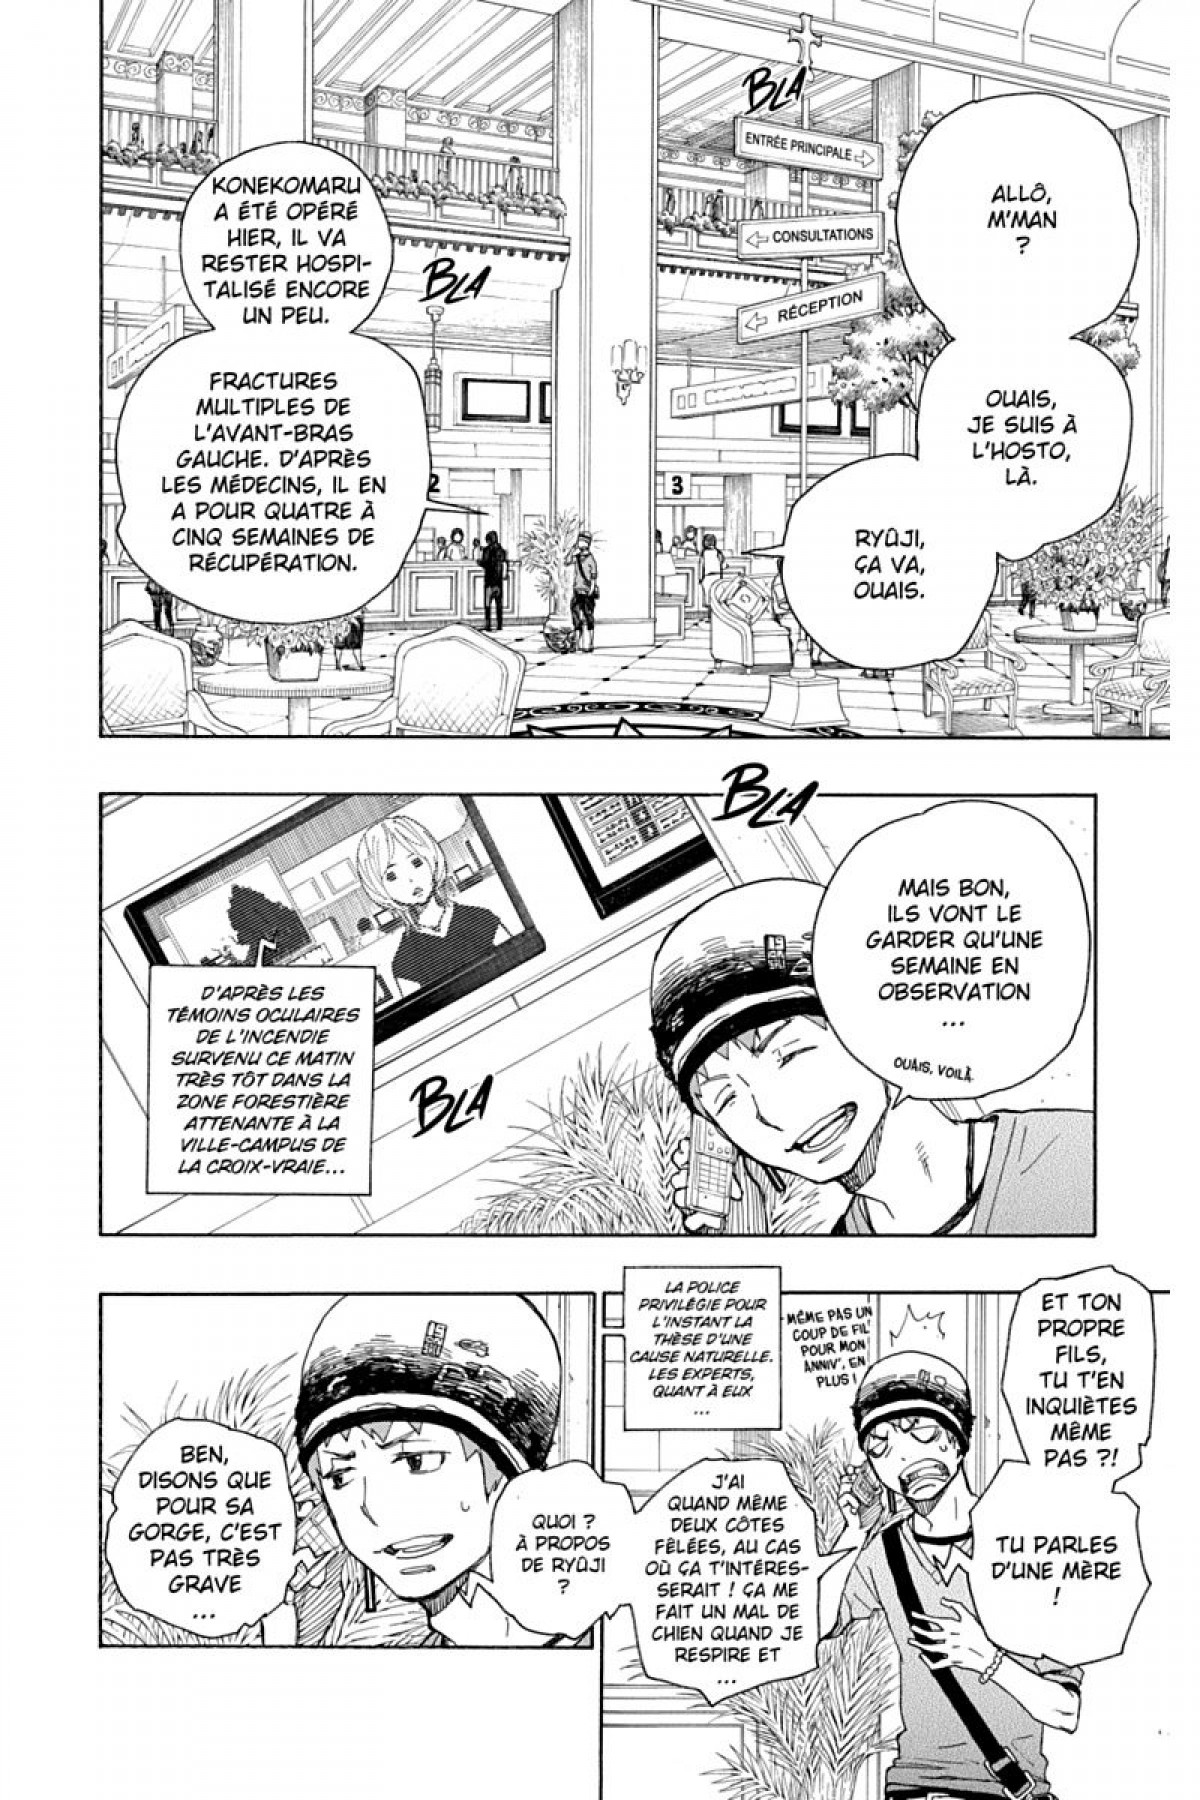 BLA
ENTRÉE PRINCIPALE
CONSULTATIONS
RÉCEPTION
ALLÔ,
M'MAN
?
OUAIS,
JE SUIS À
L'HOSTO,
LÀ.
RYÛJI,
ÇA VA,
OUAIS.
BLA
3
2
KONEKOMARU
A ÉTÉ OPÉRÉ
HIER, IL VA
RESTER HOSPI-
TALISÉ ENCORE
UN PEU.
FRACTURES
MULTIPLES DE
L'AVANT-BRAS
GAUCHE. D'APRÈS
LES MÉDECINS, IL EN
A POUR QUATRE À
CINQ SEMAINES DE
RÉCUPÉRATION.
BLA
MAIS BON,
ILS VONT LE
GARDER QU'UNE
SEMAINE EN
OBSERVATION
...
OUAIS, VOILÀ.
BLA
D'APRÈS LES
TÉMOINS OCULAIRES
DE L'INCENDIE
SURVENU CE MATIN
TRÈS TÔT DANS LA
ZONE FORESTIÈRE
ATTENANTE À LA
VILLE-CAMPUS DE
LA CROIX-VRAIE...
ET TON
PROPRE
FILS,
TU T'EN
INQUIÈTES
MÊME
PAS ?!
TU PARLES
D'UNE MÈRE
!
MÊME PAS UN
COUP DE FIL
POUR MON
ANNIV', EN
PLUS !
LA POLICE
PRIVILÉGIE POUR
L'INSTANT LA
THÈSE D'UNE
CAUSE NATURELLE.
LES EXPERTS,
QUANT À EUX
...
J'AI
QUAND MÊME
DEUX CÔTES
FÊLÉES, AU CAS
OÙ ÇA T'INTÉRES-
SERAIT ! ÇA ME
FAIT UN MAL DE
CHIEN QUAND JE
RESPIRE ET
...
QUOI ?
À PROPOS
DE RYÛJI
?
BEN,
DISONS QUE
POUR SA
GORGE, C'EST
PAS TRÈS
GRAVE
...